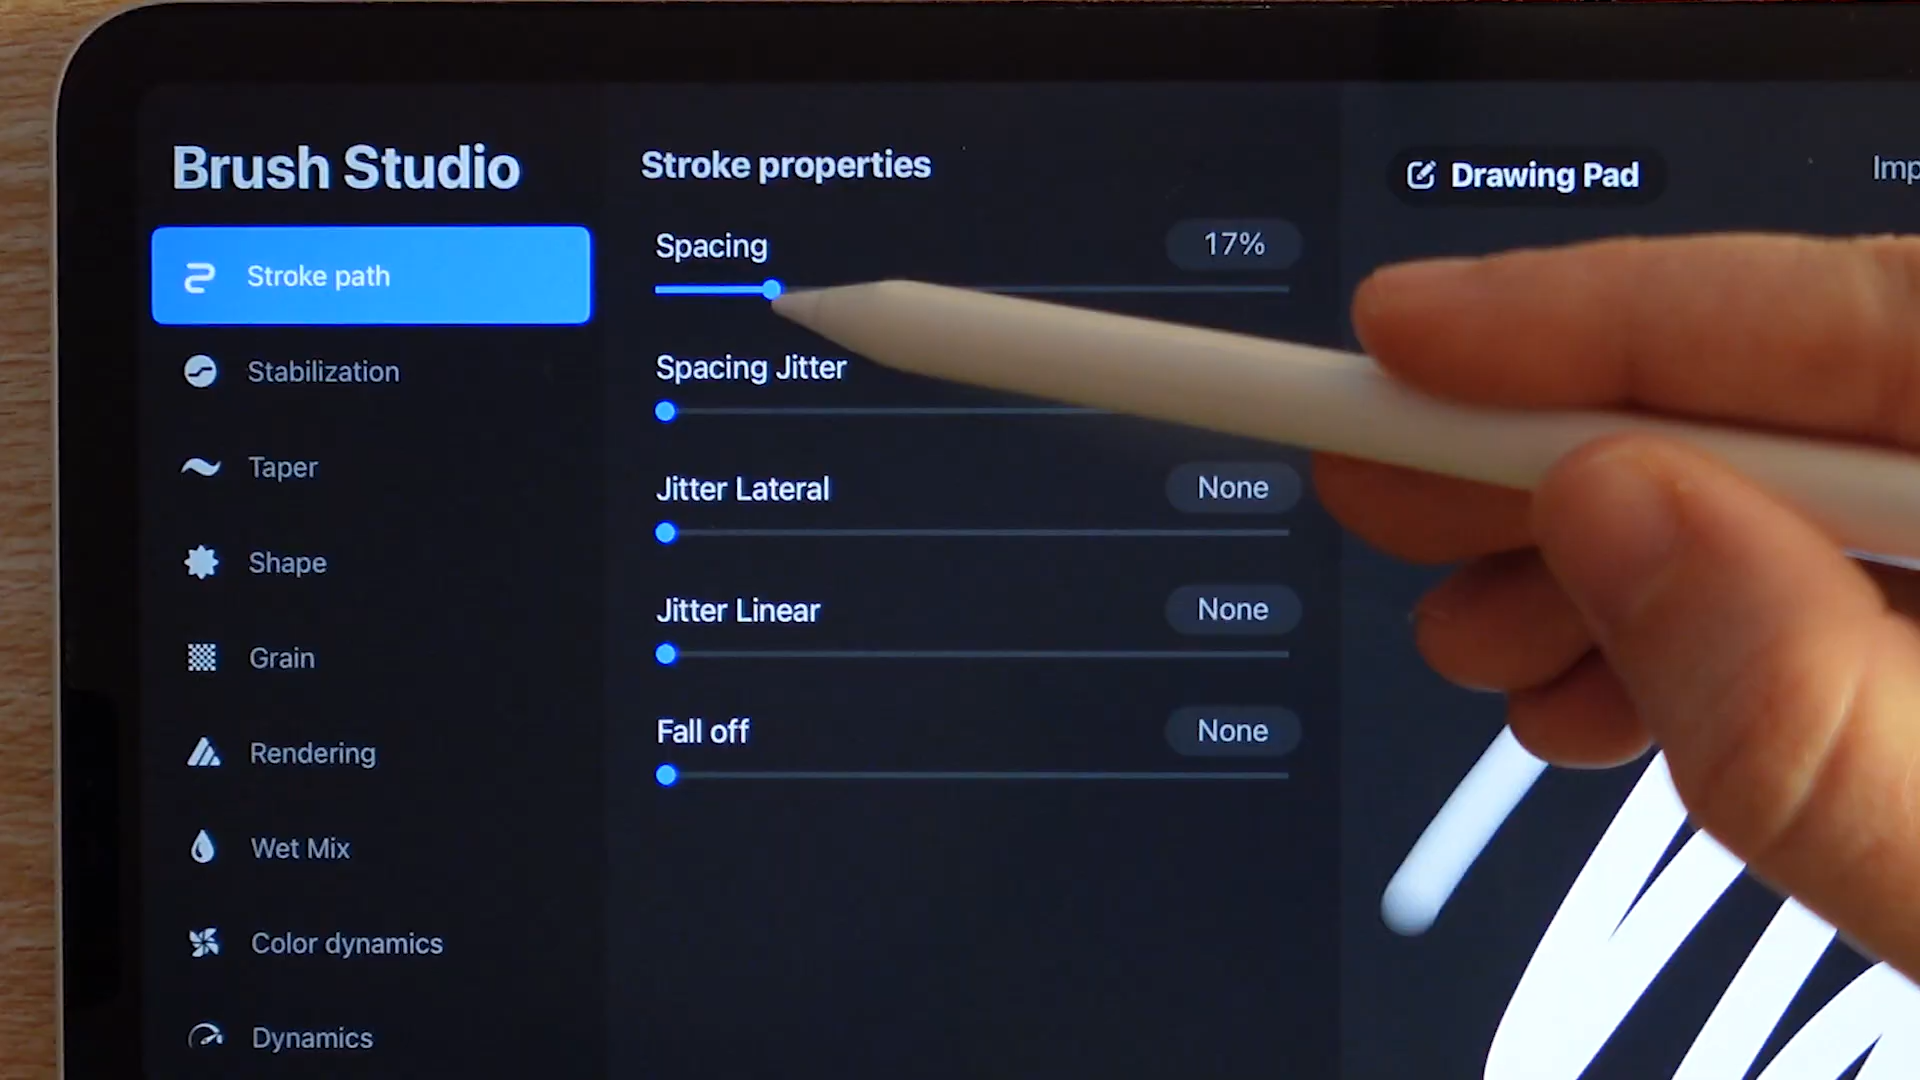 Brush Studio
Stroke path
Stabilization
Taper
Shape
Grain
Rendering
Wet Mix
Color dynamics
Dynamics
Stroke properties
Spacing
17%
Spacing Jitter
Jitter Lateral
None
Jitter Linear
None
Fall off
None
Drawing Pad